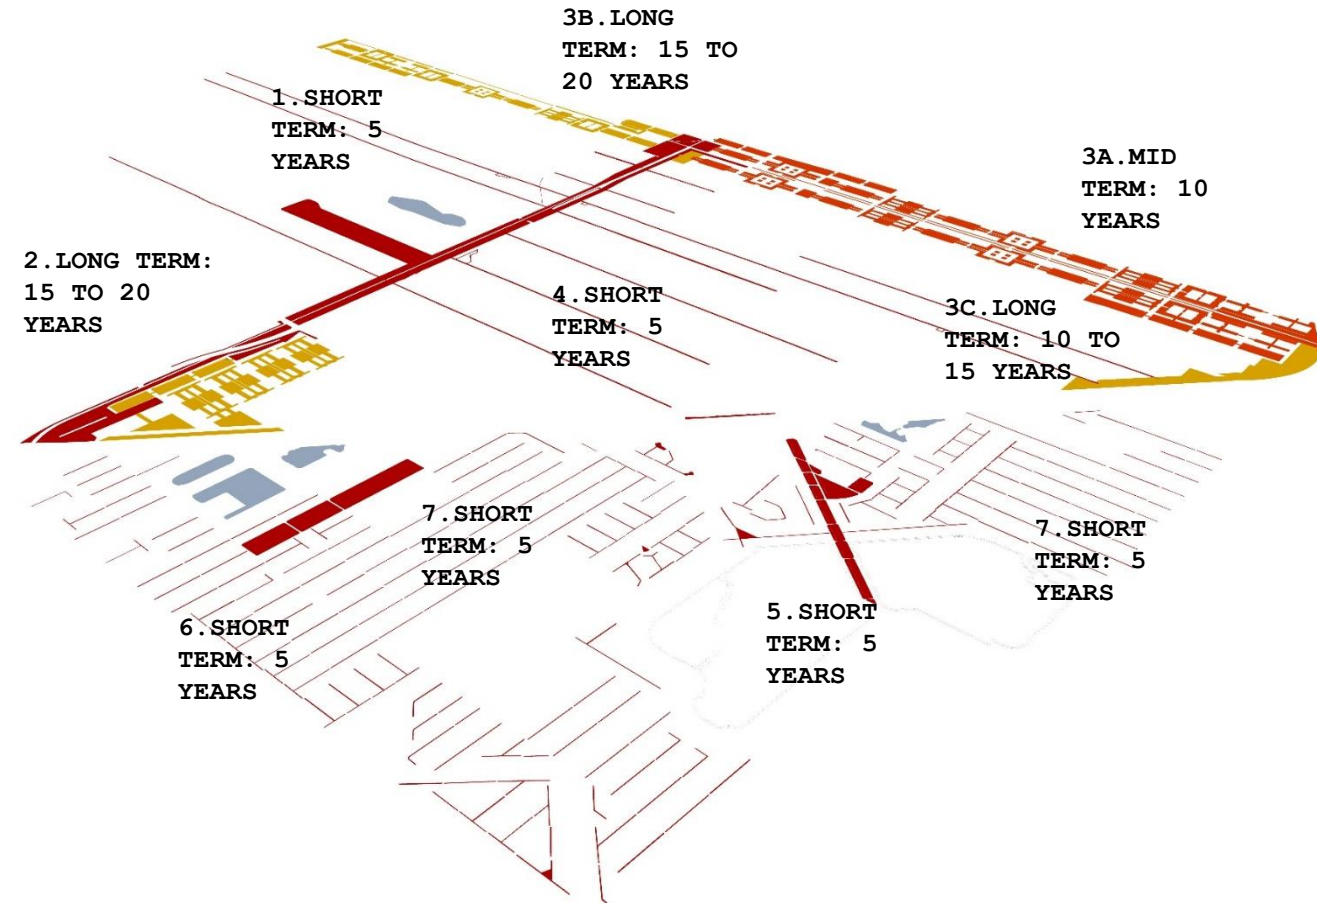 3B.LONG
TERM: 15 TO
20 YEARS
1.SHORT
TERM: 5
YEARS
3A.MID
TERM: 10
YEARS
2.LONG TERM:
15 TO 20
YEARS
4.SHORT
TERM: 5
YEARS
3C.LONG
TERM: 10 TO
15 YEARS
7.SHORT
TERM: 5
YEARS
7.SHORT
TERM: 5
YEARS
6.SHORT
TERM: 5
YEARS
5.SHORT
TERM: 5
YEARS